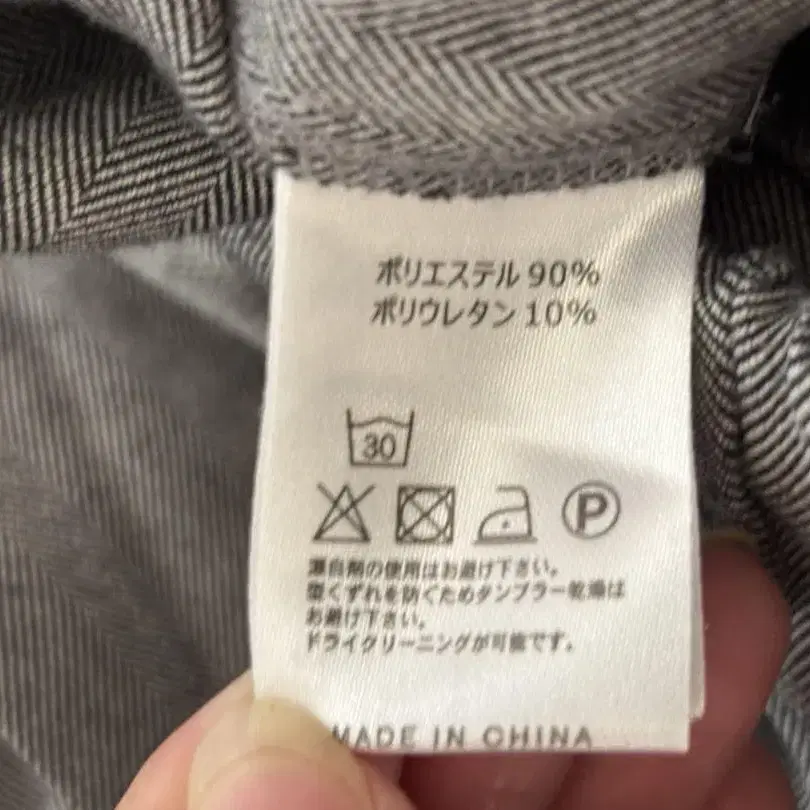 ポリエステル 90%
ポリウレタン 10%
30
P
漂白剤の使用はお避け下さい。
型くずれを防ぐためタンブラー乾燥は
お避け下さい。
ドライクリーニングが可能です。
MADE IN CHINA